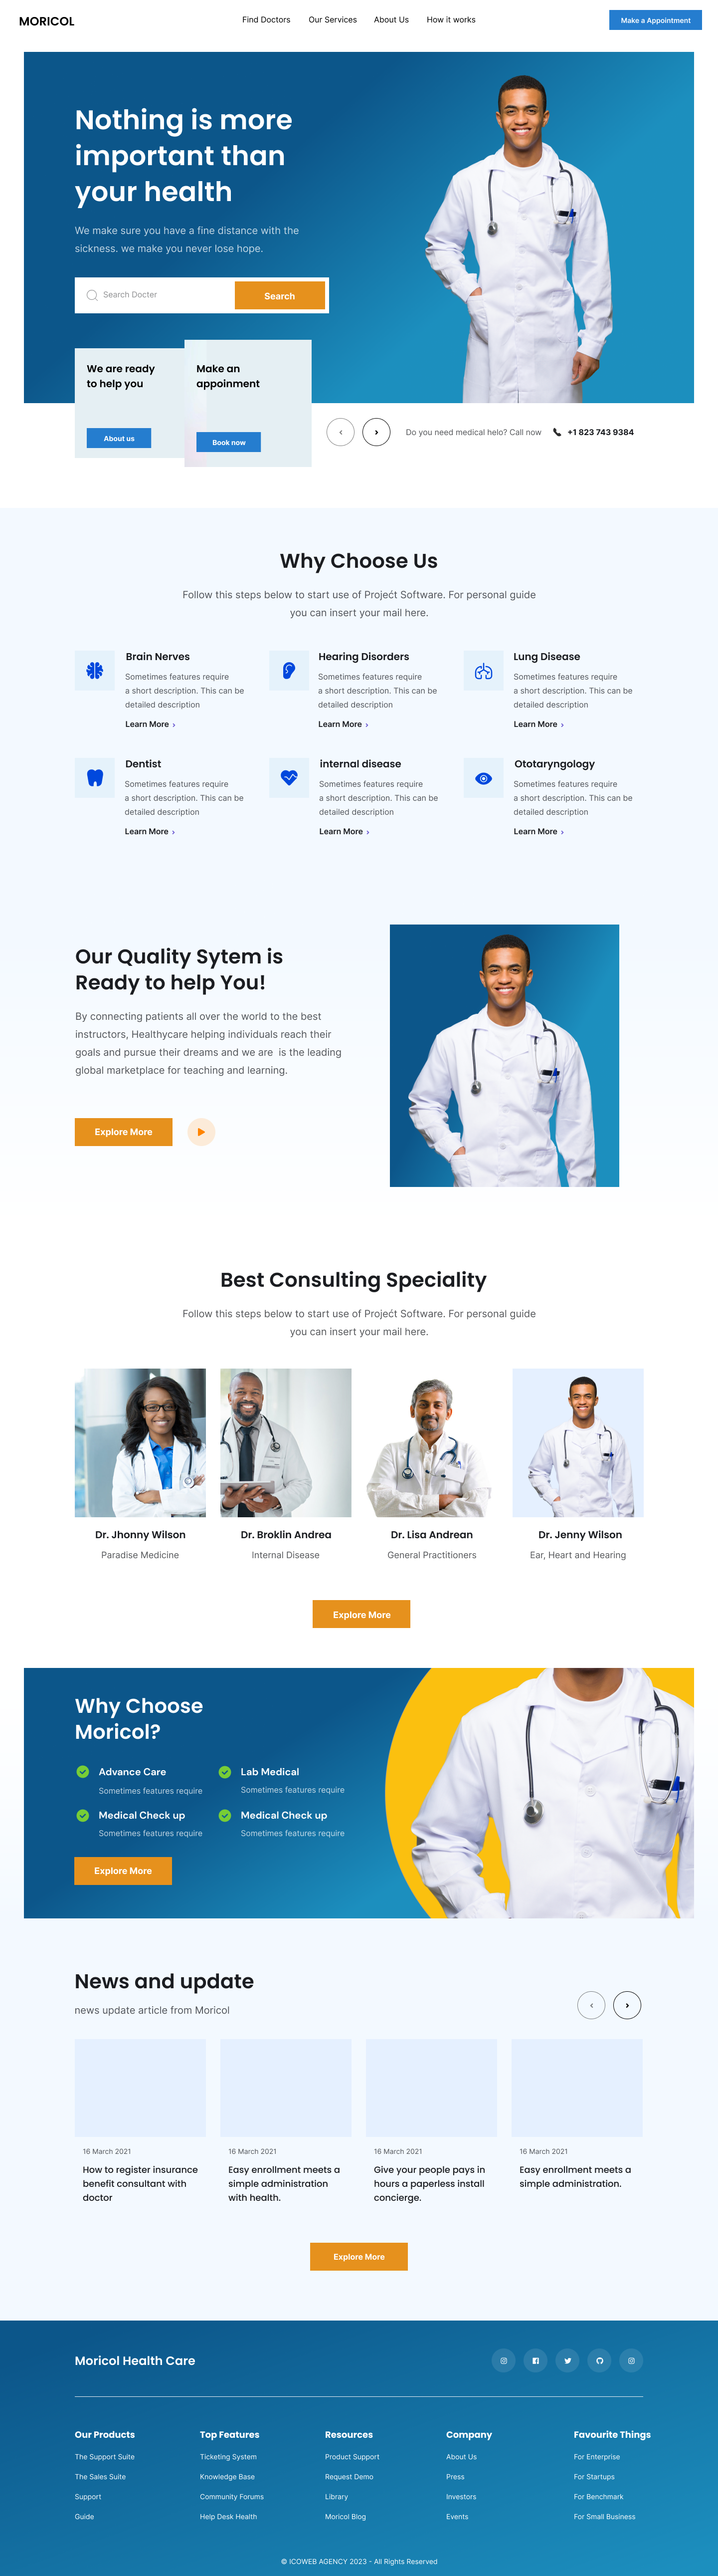 MORICOL
Find Doctors
Our Services
About Us
How it works
Make a Appointment
Nothing is more
important than
your health
We make sure you have a fine distance with the
sickness. we make you never lose hope.
Search Docter
Search
We are ready
to help you
About us
Make an
appoinment
Book now
Do you need medical helo? Call now
+1 823 743 9384
Why Choose Us
Follow this steps below to start use of Projećt Software. For personal guide
you can insert your mail here.
Brain Nerves
Sometimes features require
a short description. This can be
detailed description
Learn More ›
Hearing Disorders
Sometimes features require
a short description. This can be
detailed description
Learn More ›
Lung Disease
Sometimes features require
a short description. This can be
detailed description
Learn More ›
Dentist
Sometimes features require
a short description. This can be
detailed description
Learn More ›
internal disease
Sometimes features require
a short description. This can be
detailed description
Learn More ›
Ototaryngology
Sometimes features require
a short description. This can be
detailed description
Learn More ›
Our Quality Sytem is
Ready to help You!
By connecting patients all over the world to the best
instructors, Healthycare helping individuals reach their
goals and pursue their dreams and we are  is the leading
global marketplace for teaching and learning.
Explore More
Best Consulting Speciality
Follow this steps below to start use of Projećt Software. For personal guide
you can insert your mail here.
Dr. Jhonny Wilson
Paradise Medicine
Dr. Broklin Andrea
Internal Disease
Dr. Lisa Andrean
General Practitioners
Dr. Jenny Wilson
Ear, Heart and Hearing
Explore More
Why Choose
Moricol?
Advance Care
Sometimes features require
Lab Medical
Sometimes features require
Medical Check up
Sometimes features require
Medical Check up
Sometimes features require
Explore More
News and update
news update article from Moricol
16 March 2021
How to register insurance
benefit consultant with
doctor
16 March 2021
Easy enrollment meets a
simple administration
with health.
16 March 2021
Give your people pays in
hours a paperless install
concierge.
16 March 2021
Easy enrollment meets a
simple administration.
Explore More
Moricol Health Care
Our Products
The Support Suite
The Sales Suite
Support
Guide
Top Features
Ticketing System
Knowledge Base
Community Forums
Help Desk Health
Resources
Product Support
Request Demo
Library
Moricol Blog
Company
About Us
Press
Investors
Events
Favourite Things
For Enterprise
For Startups
For Benchmark
For Small Business
© ICOWEB AGENCY 2023 - All Rights Reserved